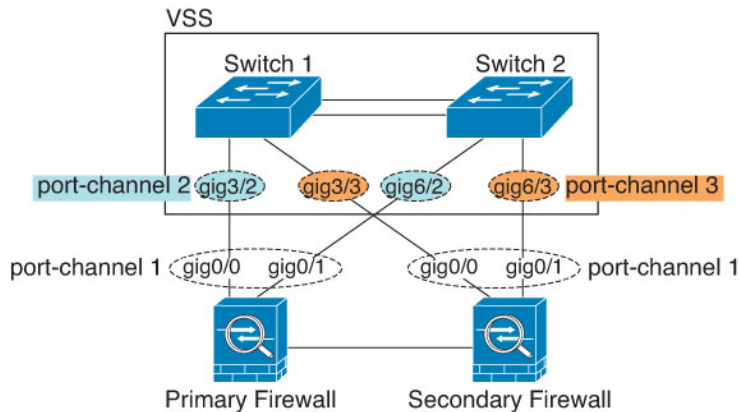 VSS
Switch 1
Switch 2
port-channel 2
gig3/2
gig3/3
gig6/2
gig6/3
port-channel 3
port-channel 1
gig0/0
gig0/1
gig0/0
gig0/1
port-channel 1
Primary Firewall
Secondary Firewall